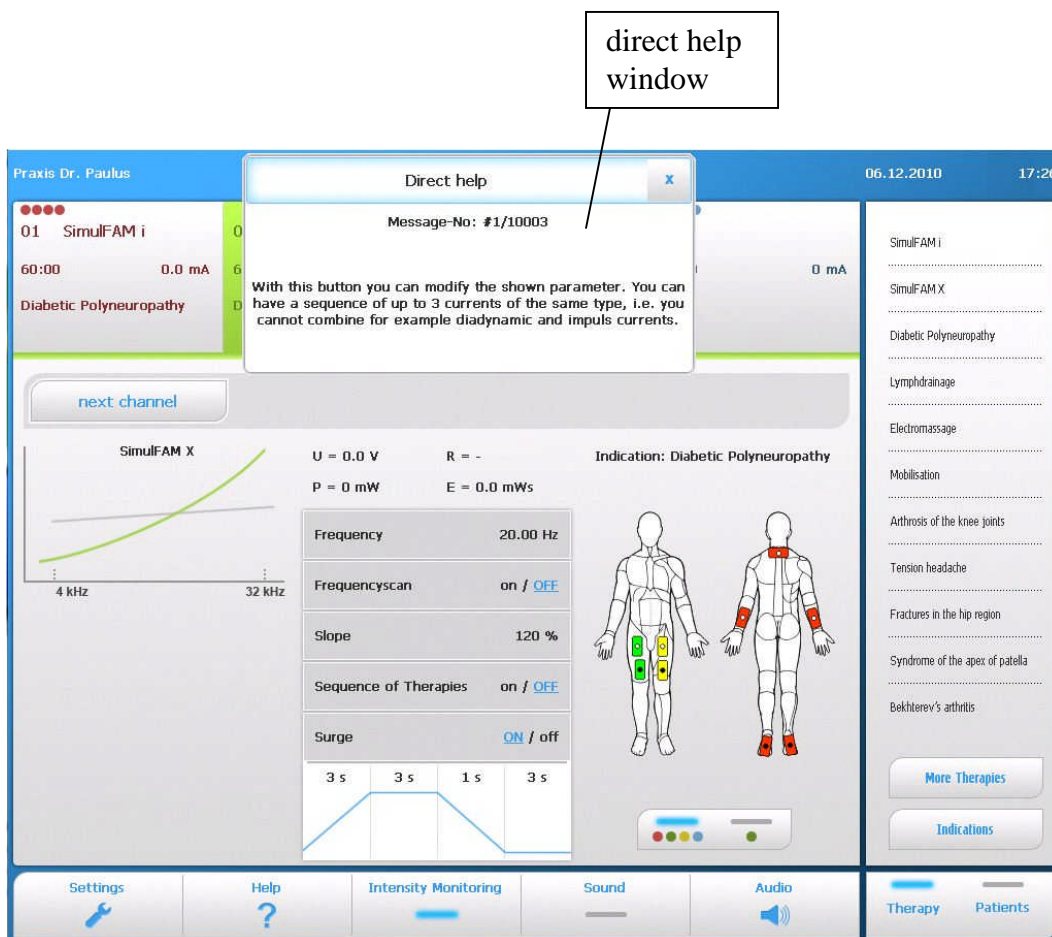 direct help
window
Praxis Dr. Paulus
Direct help
x
06.12.2010
17:26
Message-No: #1/10003
With this button you can modify the shown parameter. You can
have a sequence of up to 3 currents of the same type, i.e. you
cannot combine for example diadynamic and impuls currents.
01 SimulFAM i
60:00 0.0 mA
Diabetic Polyneuropathy
0
6
D
0 mA
next channel
SimulFAM X
4 kHz 32 kHz
U = 0.0 V R = -
P = 0 mW E = 0.0 mWs
Frequency 20.00 Hz
Frequencyscan on / OFF
Slope 120 %
Sequence of Therapies on / OFF
Surge ON / off
3 s 3 s 1 s 3 s
Indication: Diabetic Polyneuropathy
SimulFAM i
SimulFAM X
Diabetic Polyneuropathy
Lymphdrainage
Electromassage
Mobilisation
Arthrosis of the knee joints
Tension headache
Fractures in the hip region
Syndrome of the apex of patella
Bekhterev's arthritis
More Therapies
Indications
Settings Help Intensity Monitoring Sound Audio
?
Therapy Patients